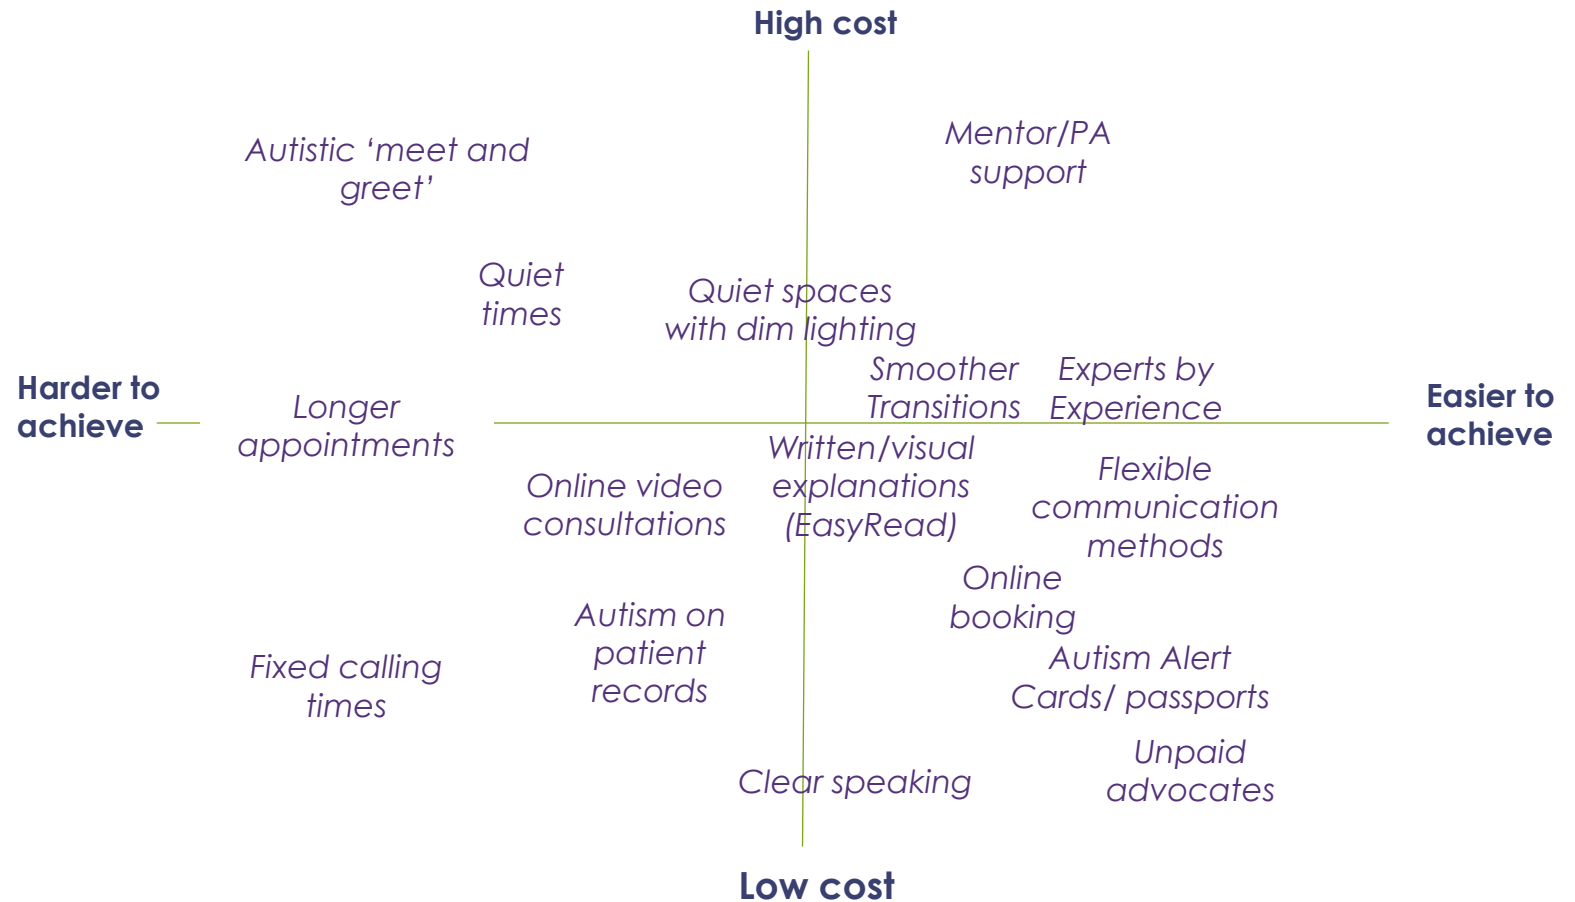 High cost
Autistic ‘meet and
greet’
Mentor/PA
support
Quiet
times
Quiet spaces
with dim lighting
Smoother
Transitions
Experts by
Experience
Harder to
achieve
Longer
appointments
Easier to
achieve
Written/visual
explanations
(EasyRead)
Online video
consultations
Flexible
communication
methods
Online
booking
Autism on
patient
records
Fixed calling
times
Autism Alert
Cards/ passports
Unpaid
advocates
Clear speaking
Low cost